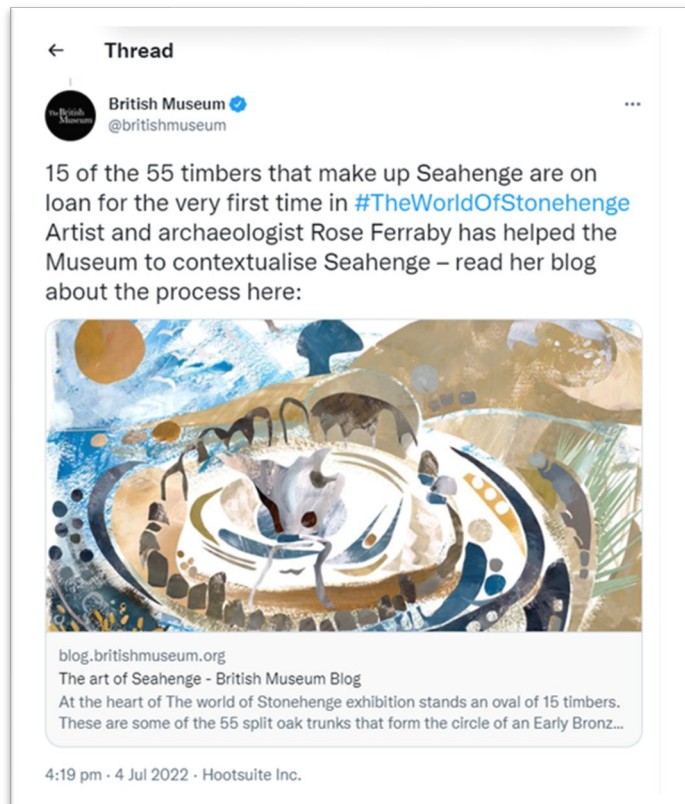 Thread
British Museum
@britishmuseum
The British
Museum
15 of the 55 timbers that make up Seahenge are on
loan for the very first time in #TheWorldOfStonehenge
Artist and archaeologist Rose Ferraby has helped the
Museum to contextualise Seahenge – read her blog
about the process here:
blog.britishmuseum.org
The art of Seahenge - British Museum Blog
At the heart of The world of Stonehenge exhibition stands an oval of 15 timbers.
These are some of the 55 split oak trunks that form the circle of an Early Bronz...
4:19 pm · 4 Jul 2022 · Hootsuite Inc.